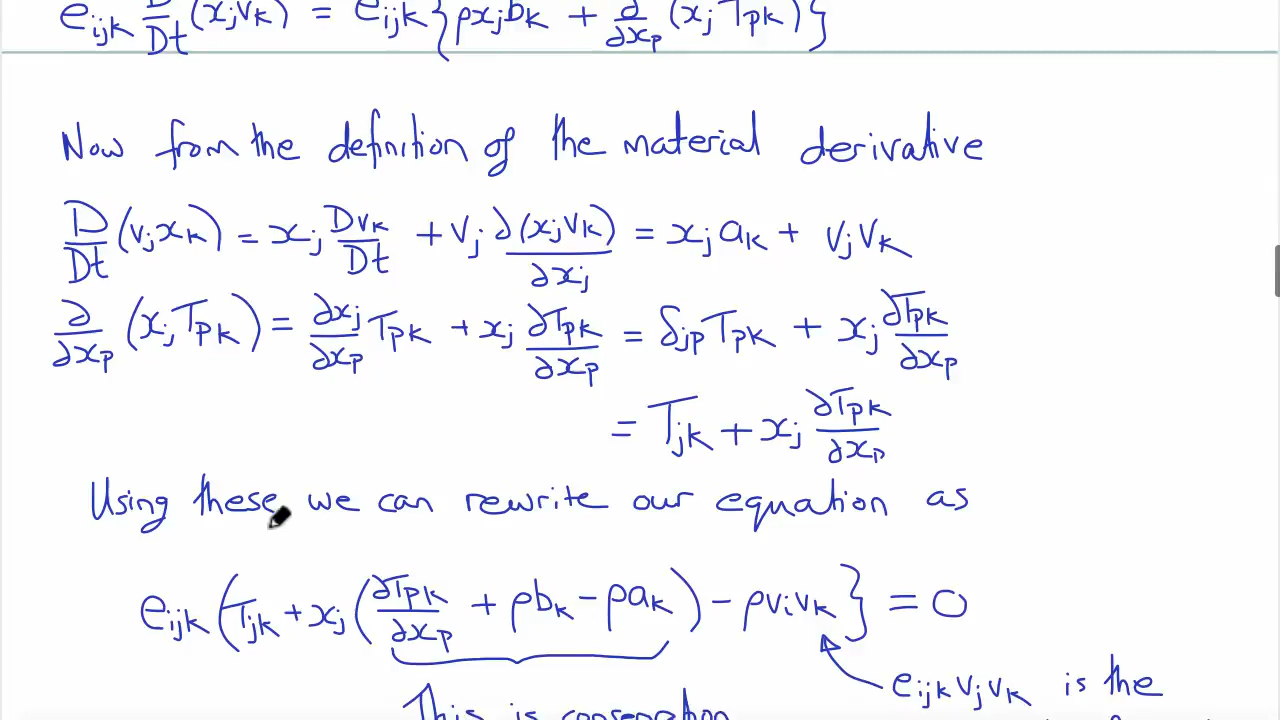 e_ijk D/Dt (x_j v_k) = e_ijk { ρx_j b_k + ∂/∂x_p (x_j T_pk) }
Now from the definition of the material derivative
D/Dt (v_j x_k) = x_j Dv_k/Dt + v_j ∂(x_j v_k)/∂x_j = x_j a_k + v_j v_k
∂/∂x_p (x_j T_pk) = ∂x_j/∂x_p T_pk + x_j ∂T_pk/∂x_p = δ_jp T_pk + x_j ∂T_pk/∂x_p
= T_jk + x_j ∂T_pk/∂x_p
Using these we can rewrite our equation as
e_ijk ( T_jk + x_j ( ∂T_pk/∂x_p + ρb_k - ρa_k ) - ρv_i v_k } = 0
e_ijk v_j v_k is the
This is conservation